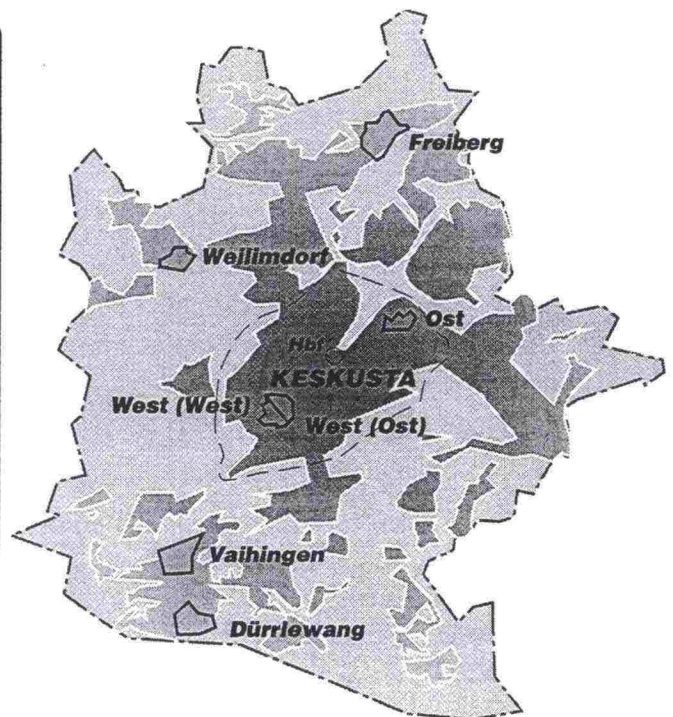 Freiberg
Weilimdorf
Ost
Hbf
KESKUSTA
West (West)
West (Ost)
Vaihingen
Dürrlewang